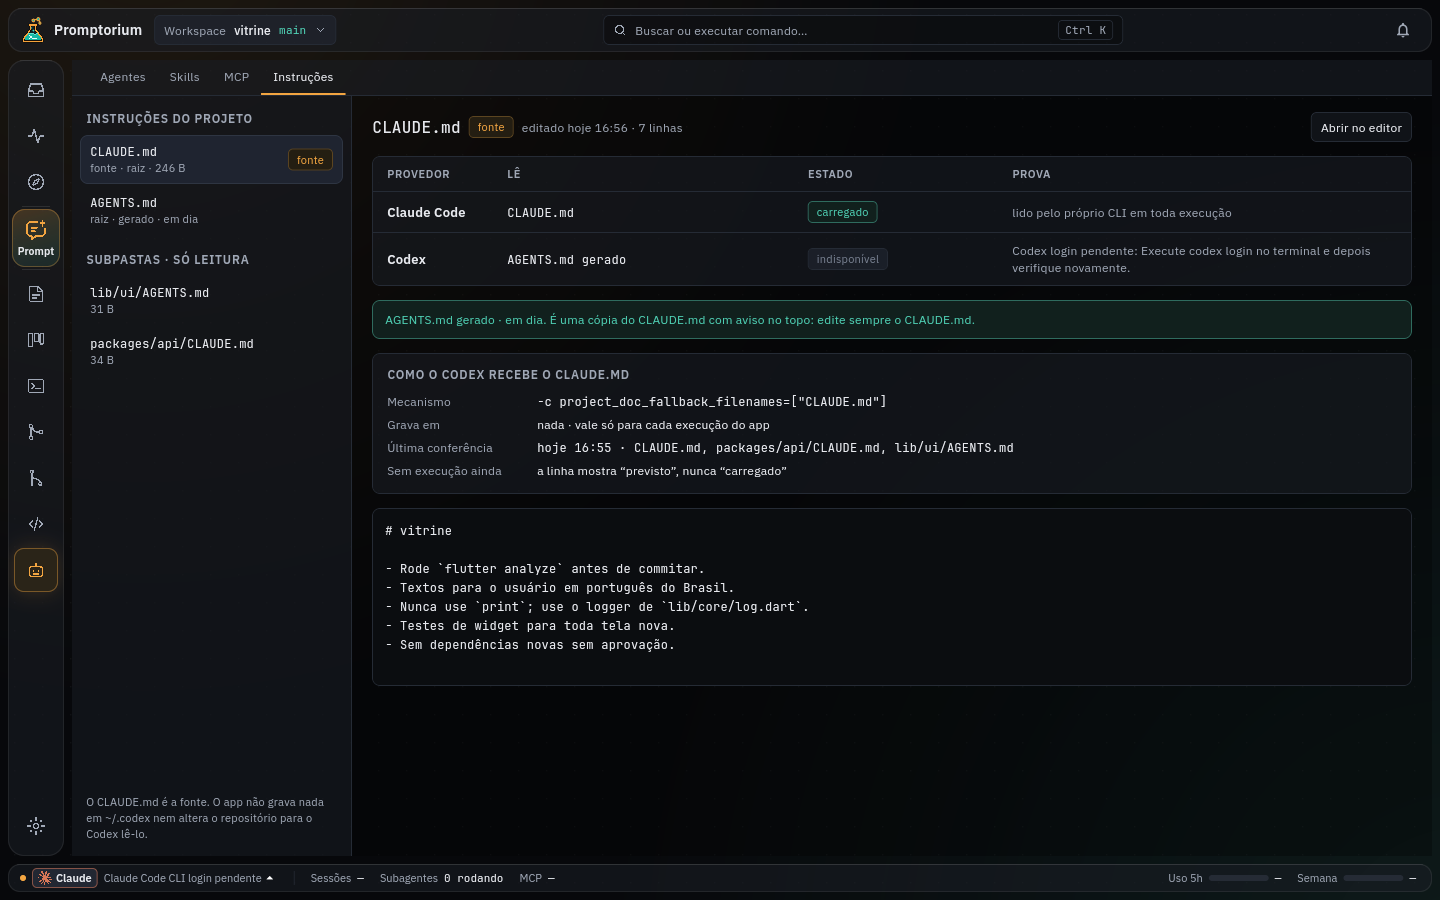 Promptorium
Workspace vitrine main
Buscar ou executar comando...
Ctrl K
Agentes Skills MCP Instruções
INSTRUÇÕES DO PROJETO
CLAUDE.md
fonte · raiz · 246 B
fonte
AGENTS.md
raiz · gerado · em dia
SUBPASTAS · SÓ LEITURA
lib/ui/AGENTS.md
31 B
packages/api/CLAUDE.md
34 B
O CLAUDE.md é a fonte. O app não grava nada
em ~/.codex nem altera o repositório para o
Codex lê-lo.
Prompt
CLAUDE.md fonte editado hoje 16:56 · 7 linhas
Abrir no editor
PROVEDOR LÊ ESTADO PROVA
Claude Code CLAUDE.md carregado lido pelo próprio CLI em toda execução
Codex AGENTS.md gerado indisponível Codex login pendente: Execute codex login no terminal e depois
verifique novamente.
AGENTS.md gerado · em dia. É uma cópia do CLAUDE.md com aviso no topo: edite sempre o CLAUDE.md.
COMO O CODEX RECEBE O CLAUDE.MD
Mecanismo -c project_doc_fallback_filenames=["CLAUDE.md"]
Grava em nada · vale só para cada execução do app
Última conferência hoje 16:55 · CLAUDE.md, packages/api/CLAUDE.md, lib/ui/AGENTS.md
Sem execução ainda a linha mostra “previsto”, nunca “carregado”
# vitrine
- Rode `flutter analyze` antes de commitar.
- Textos para o usuário em português do Brasil.
- Nunca use `print`; use o logger de `lib/core/log.dart`.
- Testes de widget para toda tela nova.
- Sem dependências novas sem aprovação.
Claude Claude Code CLI login pendente Sessões — Subagentes 0 rodando MCP — Uso 5h — Semana —